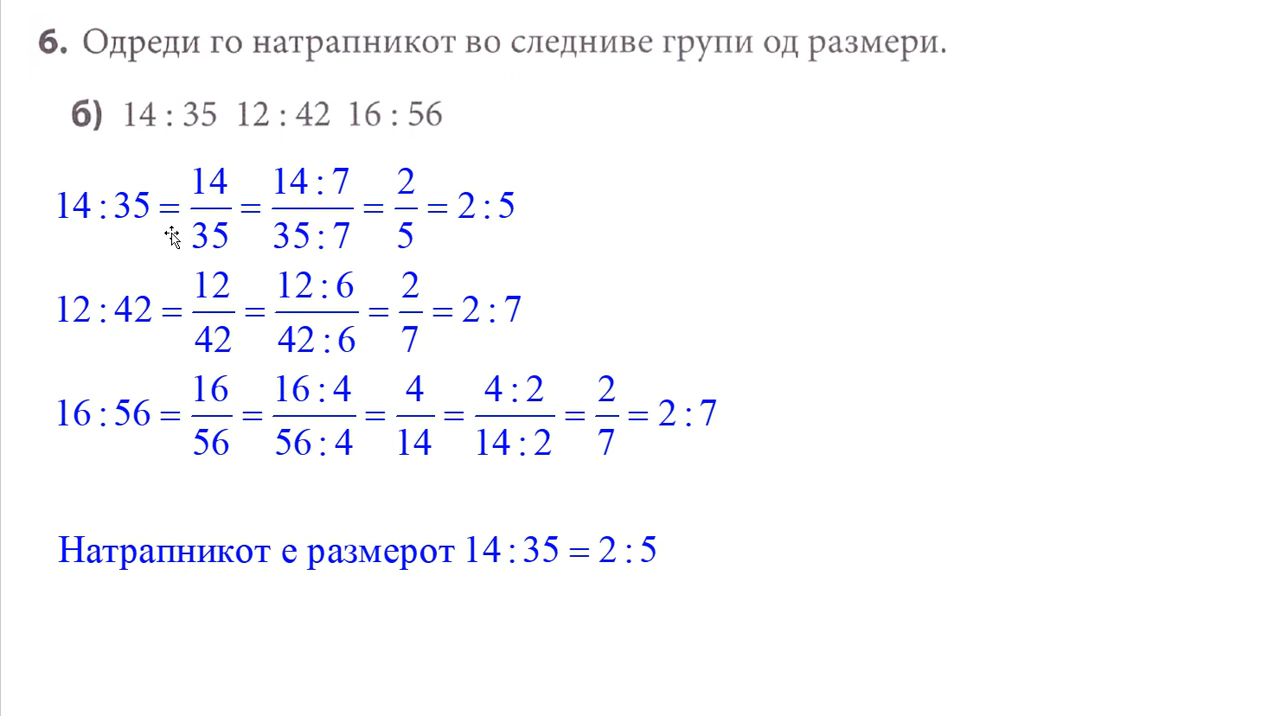 6. Одреди го натрапникот во следниве групи од размери.
б) 14 : 35 12 : 42 16 : 56
14 : 35 = 14/35 = (14 : 7)/(35 : 7) = 2/5 = 2 : 5
12 : 42 = 12/42 = (12 : 6)/(42 : 6) = 2/7 = 2 : 7
16 : 56 = 16/56 = (16 : 4)/(56 : 4) = 4/14 = (4 : 2)/(14 : 2) = 2/7 = 2 : 7
Натрапникот е размерот 14 : 35 = 2 : 5